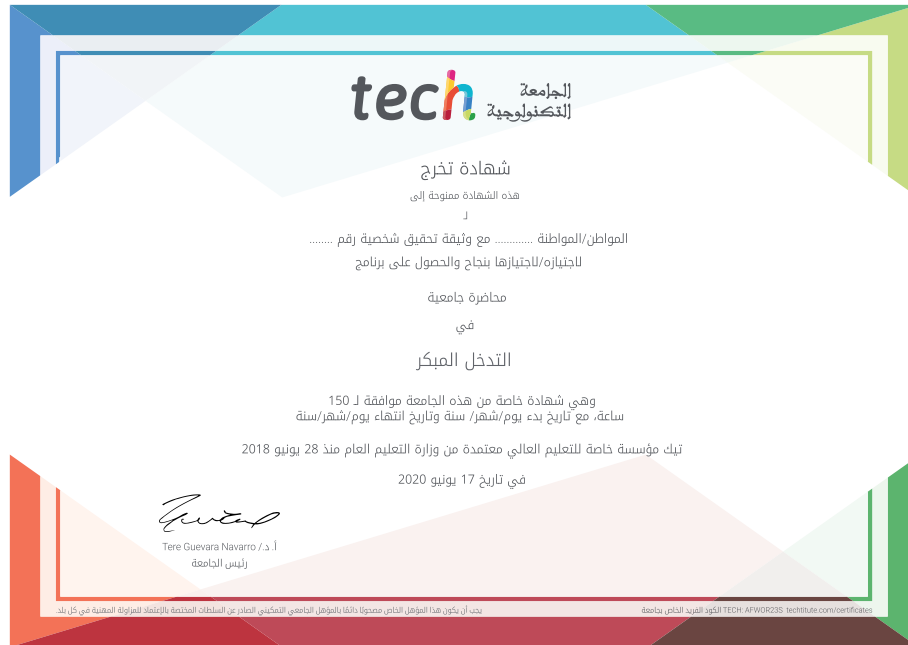 tech
الجامعة
التكنولوجية
شهادة تخرج
هذه الشهادة ممنوحة إلى
لـ
المواطن/المواطنة ............ مع وثيقة تحقيق شخصية رقم ........
لاجتيازه/لاجتيازها بنجاح والحصول على برنامج
محاضرة جامعية
في
التدخل المبكر
وهي شهادة خاصة من هذه الجامعة موافقة لـ 150
ساعة، مع تاريخ بدء يوم/شهر/ سنة وتاريخ انتهاء يوم/شهر/سنة
تيك مؤسسة خاصة للتعليم العالي معتمدة من وزارة التعليم العام منذ 28 يونيو 2018
في تاريخ 17 يونيو 2020
أ. د./ Tere Guevara Navarro
رئيس الجامعة
يجب أن يكون هذا المؤهل الخاص مصحوبًا دائمًا بالمؤهل الجامعي التمكيني الصادر عن السلطات المختصة بالإعتماد للمزاولة المهنية في كل بلد.
الكود الفريد الخاص بجامعة TECH: AFWOR23S techtitute.com/certificates